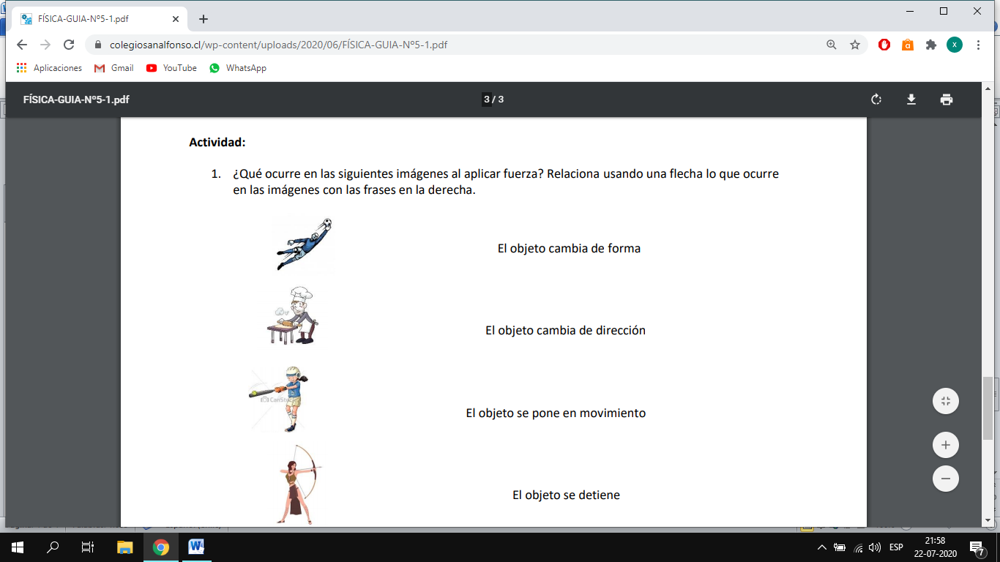 FÍSICA-GUIA-Nº5-1.pdf
colegiosanalfonso.cl/wp-content/uploads/2020/06/FÍSICA-GUIA-Nº5-1.pdf
Aplicaciones
Gmail
YouTube
WhatsApp
FÍSICA-GUIA-Nº5-1.pdf
3 / 3
Actividad:
1. ¿Qué ocurre en las siguientes imágenes al aplicar fuerza? Relaciona usando una flecha lo que ocurre
en las imágenes con las frases en la derecha.
El objeto cambia de forma
El objeto cambia de dirección
El objeto se pone en movimiento
El objeto se detiene
ESP
21:58
22-07-2020
7